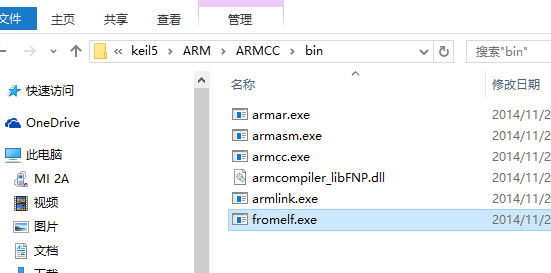 文件
主页
共享
查看
管理
« keil5 > ARM > ARMCC > bin
搜索"bin"
名称
修改日期
快速访问
OneDrive
此电脑
MI 2A
视频
图片
文档
armar.exe 2014/11/2
armasm.exe 2014/11/2
armcc.exe 2014/11/2
armcompiler_libFNP.dll 2014/11/2
armlink.exe 2014/11/2
fromelf.exe 2014/11/2